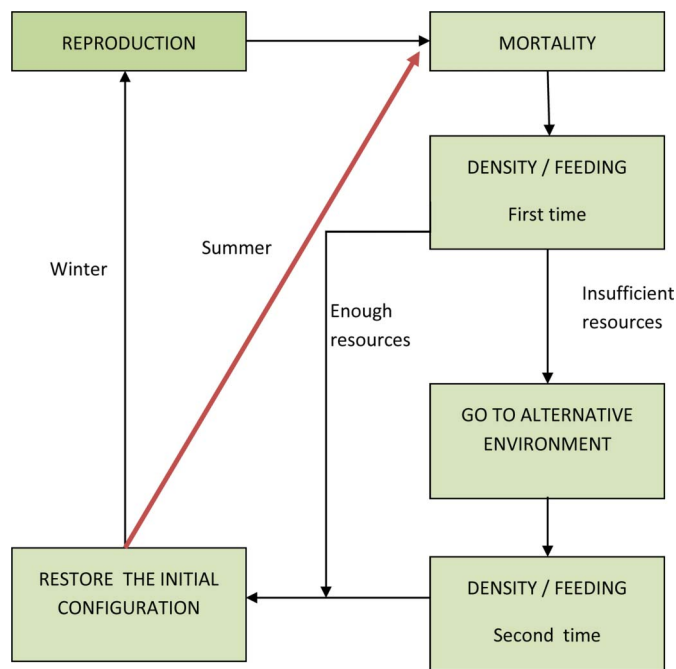 REPRODUCTION
MORTALITY
DENSITY / FEEDING
First time
Summer
Winter
Enough
resources
Insufficient
resources
GO TO ALTERNATIVE
ENVIRONMENT
RESTORE THE INITIAL
CONFIGURATION
DENSITY / FEEDING
Second time